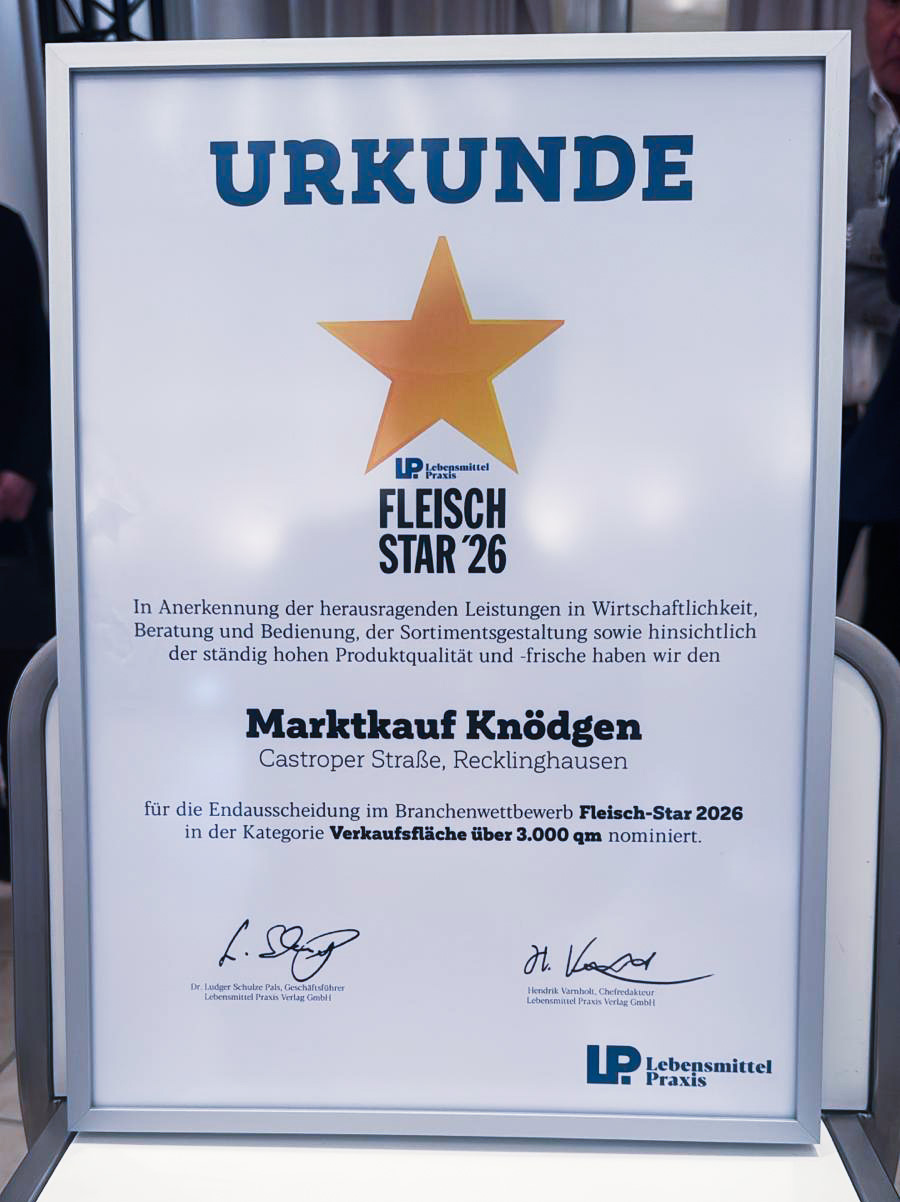 URKUNDE
LP. Lebensmittel
Praxis
FLEISCH
STAR ´26
In Anerkennung der herausragenden Leistungen in Wirtschaftlichkeit,
Beratung und Bedienung, der Sortimentsgestaltung sowie hinsichtlich
der ständig hohen Produktqualität und -frische haben wir den
Marktkauf Knödgen
Castroper Straße, Recklinghausen
für die Endausscheidung im Branchenwettbewerb Fleisch-Star 2026
in der Kategorie Verkaufsfläche über 3.000 qm nominiert.
Dr. Ludger Schulze Pals, Geschäftsführer
Lebensmittel Praxis Verlag GmbH
Hendrik Varnholt, Chefredakteur
Lebensmittel Praxis Verlag GmbH
LP. Lebensmittel
Praxis